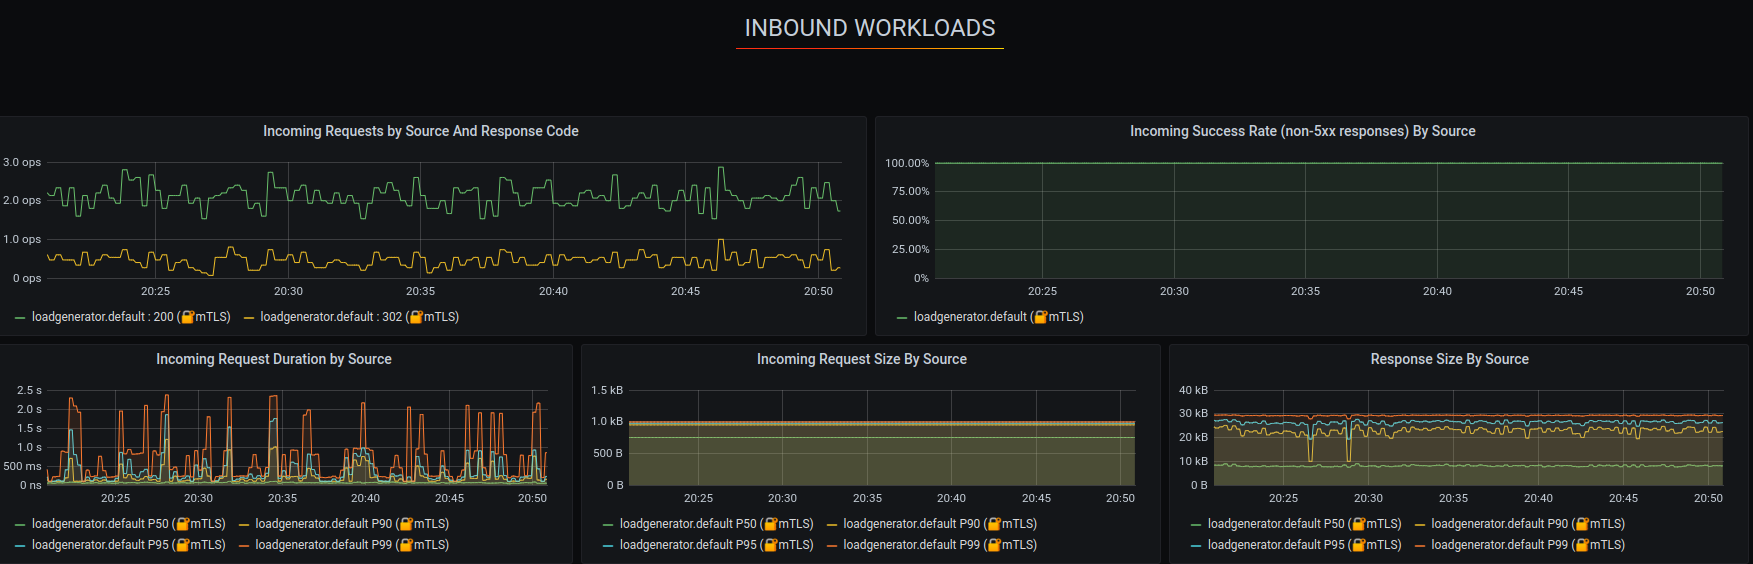 INBOUND WORKLOADS
Incoming Requests by Source And Response Code
3.0 ops
2.0 ops
1.0 ops
0 ops
20:25 20:30 20:35 20:40 20:45 20:50
loadgenerator.default : 200 (🔐mTLS) loadgenerator.default : 302 (🔐mTLS)
Incoming Success Rate (non-5xx responses) By Source
100.00%
75.00%
50.00%
25.00%
0%
20:25 20:30 20:35 20:40 20:45 20:50
loadgenerator.default (🔐mTLS)
Incoming Request Duration by Source
2.5 s
2.0 s
1.5 s
1.0 s
500 ms
0 ns
20:25 20:30 20:35 20:40 20:45 20:50
loadgenerator.default P50 (🔐mTLS) loadgenerator.default P90 (🔐mTLS)
loadgenerator.default P95 (🔐mTLS) loadgenerator.default P99 (🔐mTLS)
Incoming Request Size By Source
1.5 kB
1.0 kB
500 B
0 B
20:25 20:30 20:35 20:40 20:45 20:50
loadgenerator.default P50 (🔐mTLS) loadgenerator.default P90 (🔐mTLS)
loadgenerator.default P95 (🔐mTLS) loadgenerator.default P99 (🔐mTLS)
Response Size By Source
40 kB
30 kB
20 kB
10 kB
0 B
20:25 20:30 20:35 20:40 20:45 20:50
loadgenerator.default P50 (🔐mTLS) loadgenerator.default P90 (🔐mTLS)
loadgenerator.default P95 (🔐mTLS) loadgenerator.default P99 (🔐mTLS)